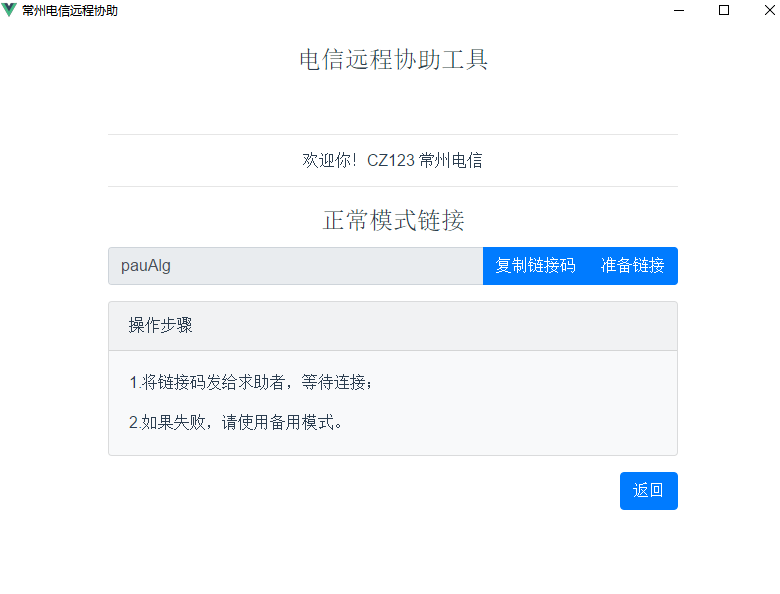 常州电信远程协助
电信远程协助工具
欢迎你！CZ123 常州电信
正常模式链接
pauAlg 复制链接码 准备链接
操作步骤
1.将链接码发给求助者，等待连接；
2.如果失败，请使用备用模式。
返回